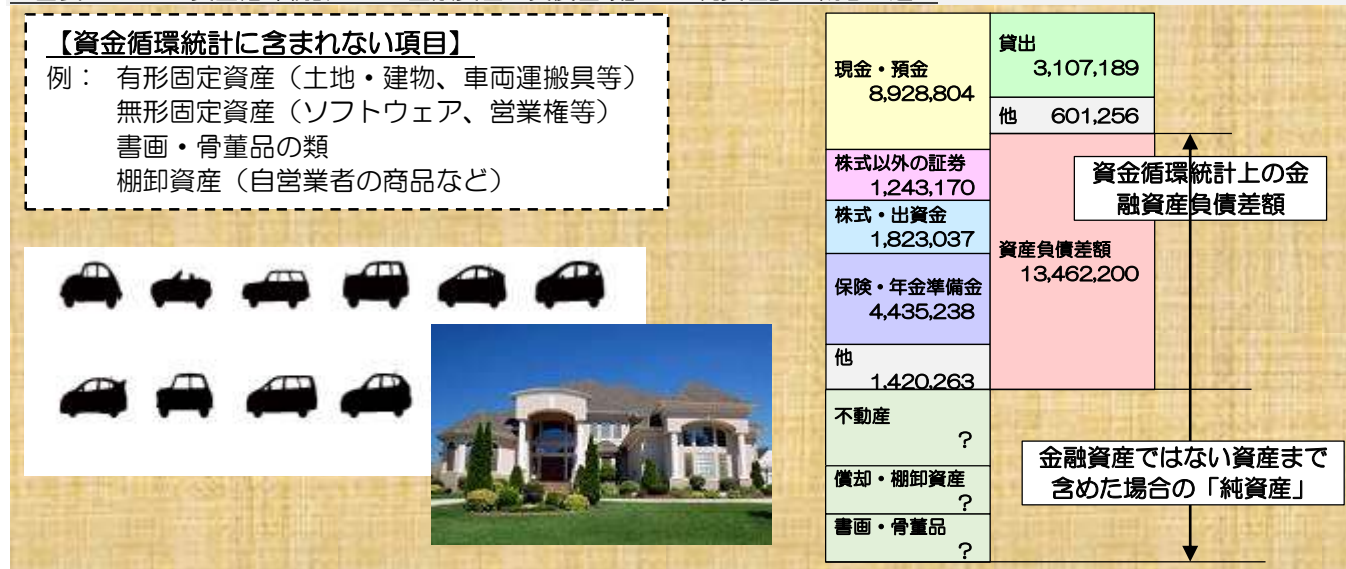 【資金循環統計に含まれない項目】
例： 有形固定資産（土地・建物、車両運搬具等）
無形固定資産（ソフトウェア、営業権等）
書画・骨董品の類
棚卸資産（自営業者の商品など）
現金・預金
8,928,804
株式以外の証券
1,243,170
株式・出資金
1,823,037
保険・年金準備金
4,435,238
他
1,420,263
不動産
?
償却・棚卸資産
?
書画・骨董品
?
貸出
3,107,189
他 601,256
資産負債差額
13,462,200
資金循環統計上の金
融資産負債差額
金融資産ではない資産まで
含めた場合の「純資産」